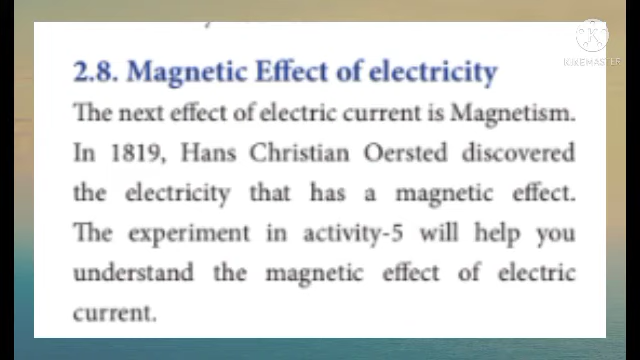 KINEMASTER
2.8. Magnetic Effect of electricity
The next effect of electric current is Magnetism.
In 1819, Hans Christian Oersted discovered
the electricity that has a magnetic effect.
The experiment in activity-5 will help you
understand the magnetic effect of electric
current.